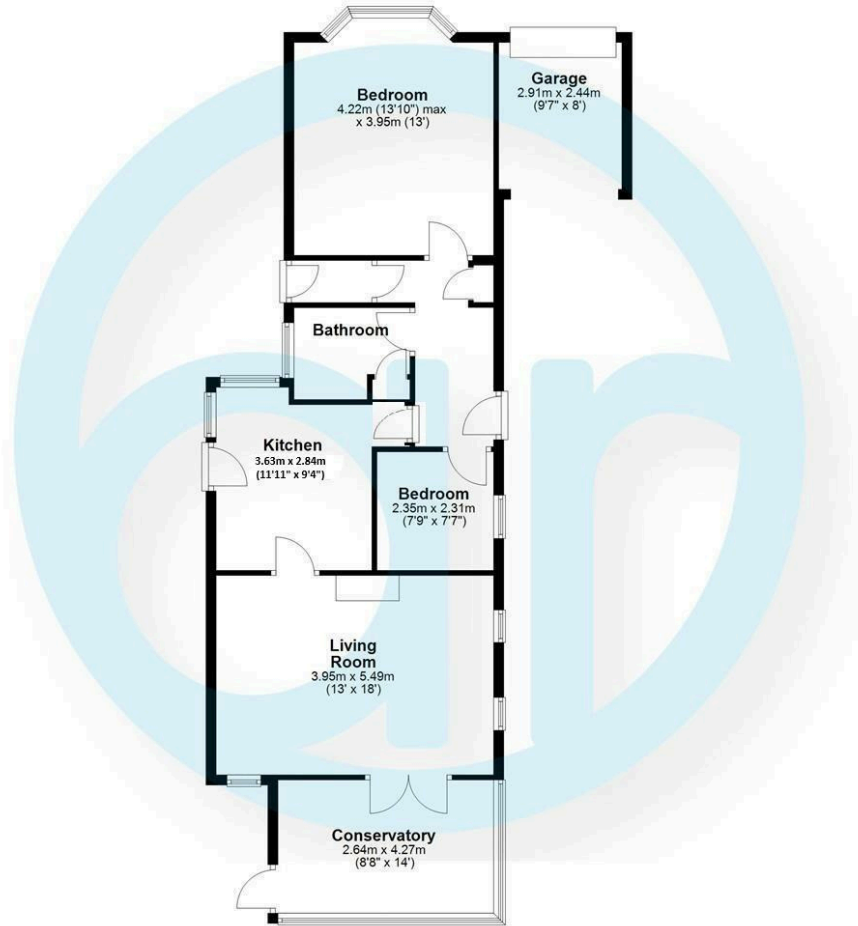 Bedroom
4.22m (13'10") max
x 3.95m (13')
Garage
2.91m x 2.44m
(9'7" x 8')
Bathroom
Kitchen
3.63m x 2.84m
(11'11" x 9'4")
Bedroom
2.35m x 2.31m
(7'9" x 7'7")
Living
Room
3.95m x 5.49m
(13' x 18')
Conservatory
2.64m x 4.27m
(8'8" x 14')